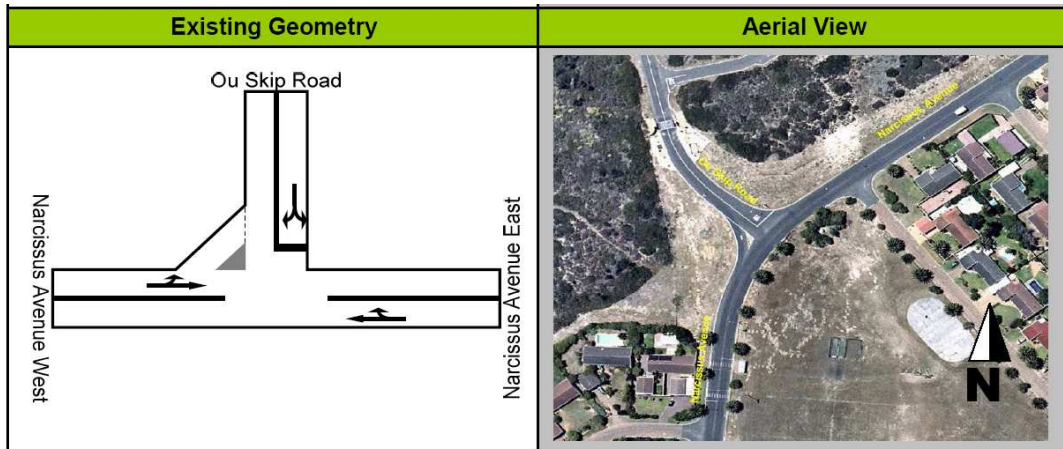 Existing Geometry
Aerial View
Ou Skip Road
Narcissus Avenue West
Narcissus Avenue East
Narcissus Avenue
Ou Skip Road
Narcissus Avenue
N